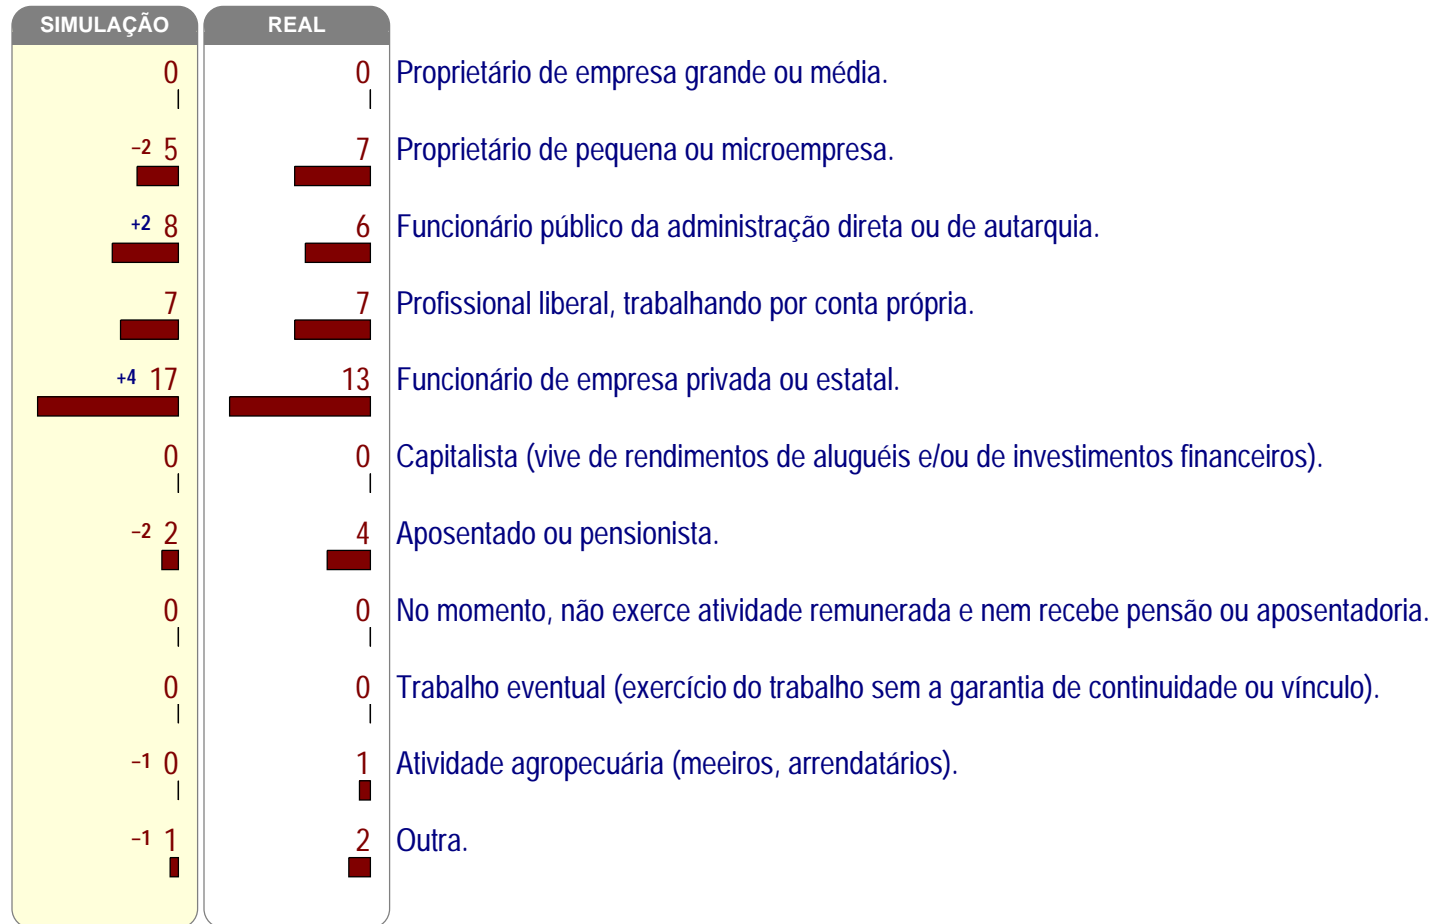 SIMULAÇÃO REAL
0 0 Proprietário de empresa grande ou média.
−2 5 7 Proprietário de pequena ou microempresa.
+2 8 6 Funcionário público da administração direta ou de autarquia.
7 7 Profissional liberal, trabalhando por conta própria.
+4 17 13 Funcionário de empresa privada ou estatal.
0 0 Capitalista (vive de rendimentos de aluguéis e/ou de investimentos financeiros).
−2 2 4 Aposentado ou pensionista.
0 0 No momento, não exerce atividade remunerada e nem recebe pensão ou aposentadoria.
0 0 Trabalho eventual (exercício do trabalho sem a garantia de continuidade ou vínculo).
−1 0 1 Atividade agropecuária (meeiros, arrendatários).
−1 1 2 Outra.